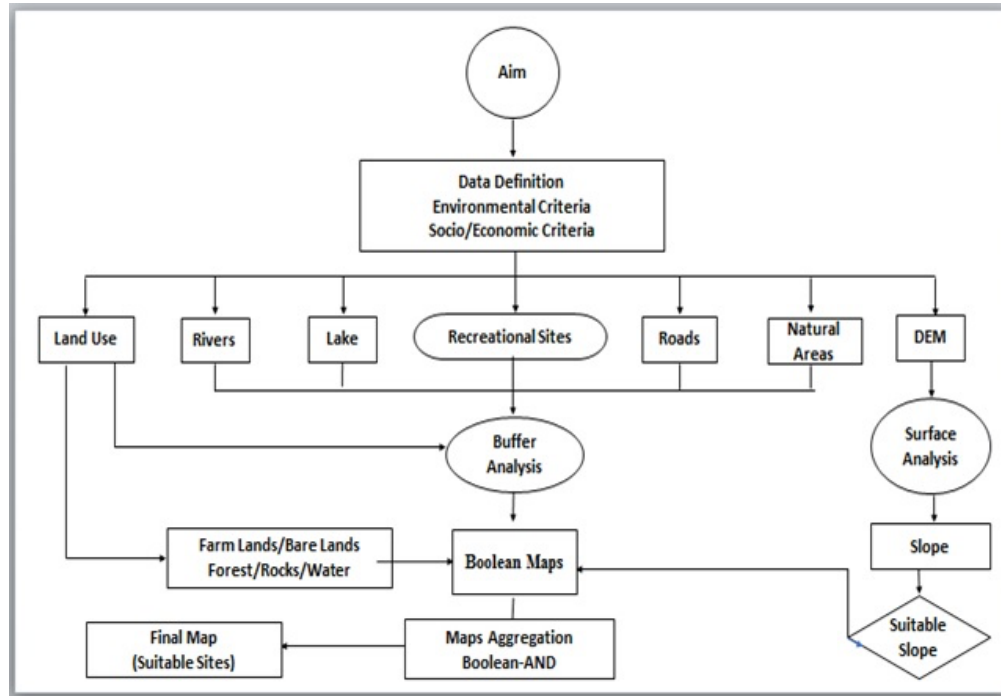 Aim
Data Definition
Environmental Criteria
Socio/Economic Criteria
Land Use
Rivers
Lake
Recreational Sites
Roads
Natural
Areas
DEM
Buffer
Analysis
Surface
Analysis
Farm Lands/Bare Lands
Forest/Rocks/Water
Boolean Maps
Slope
Final Map
(Suitable Sites)
Maps Aggregation
Boolean-AND
Suitable
Slope